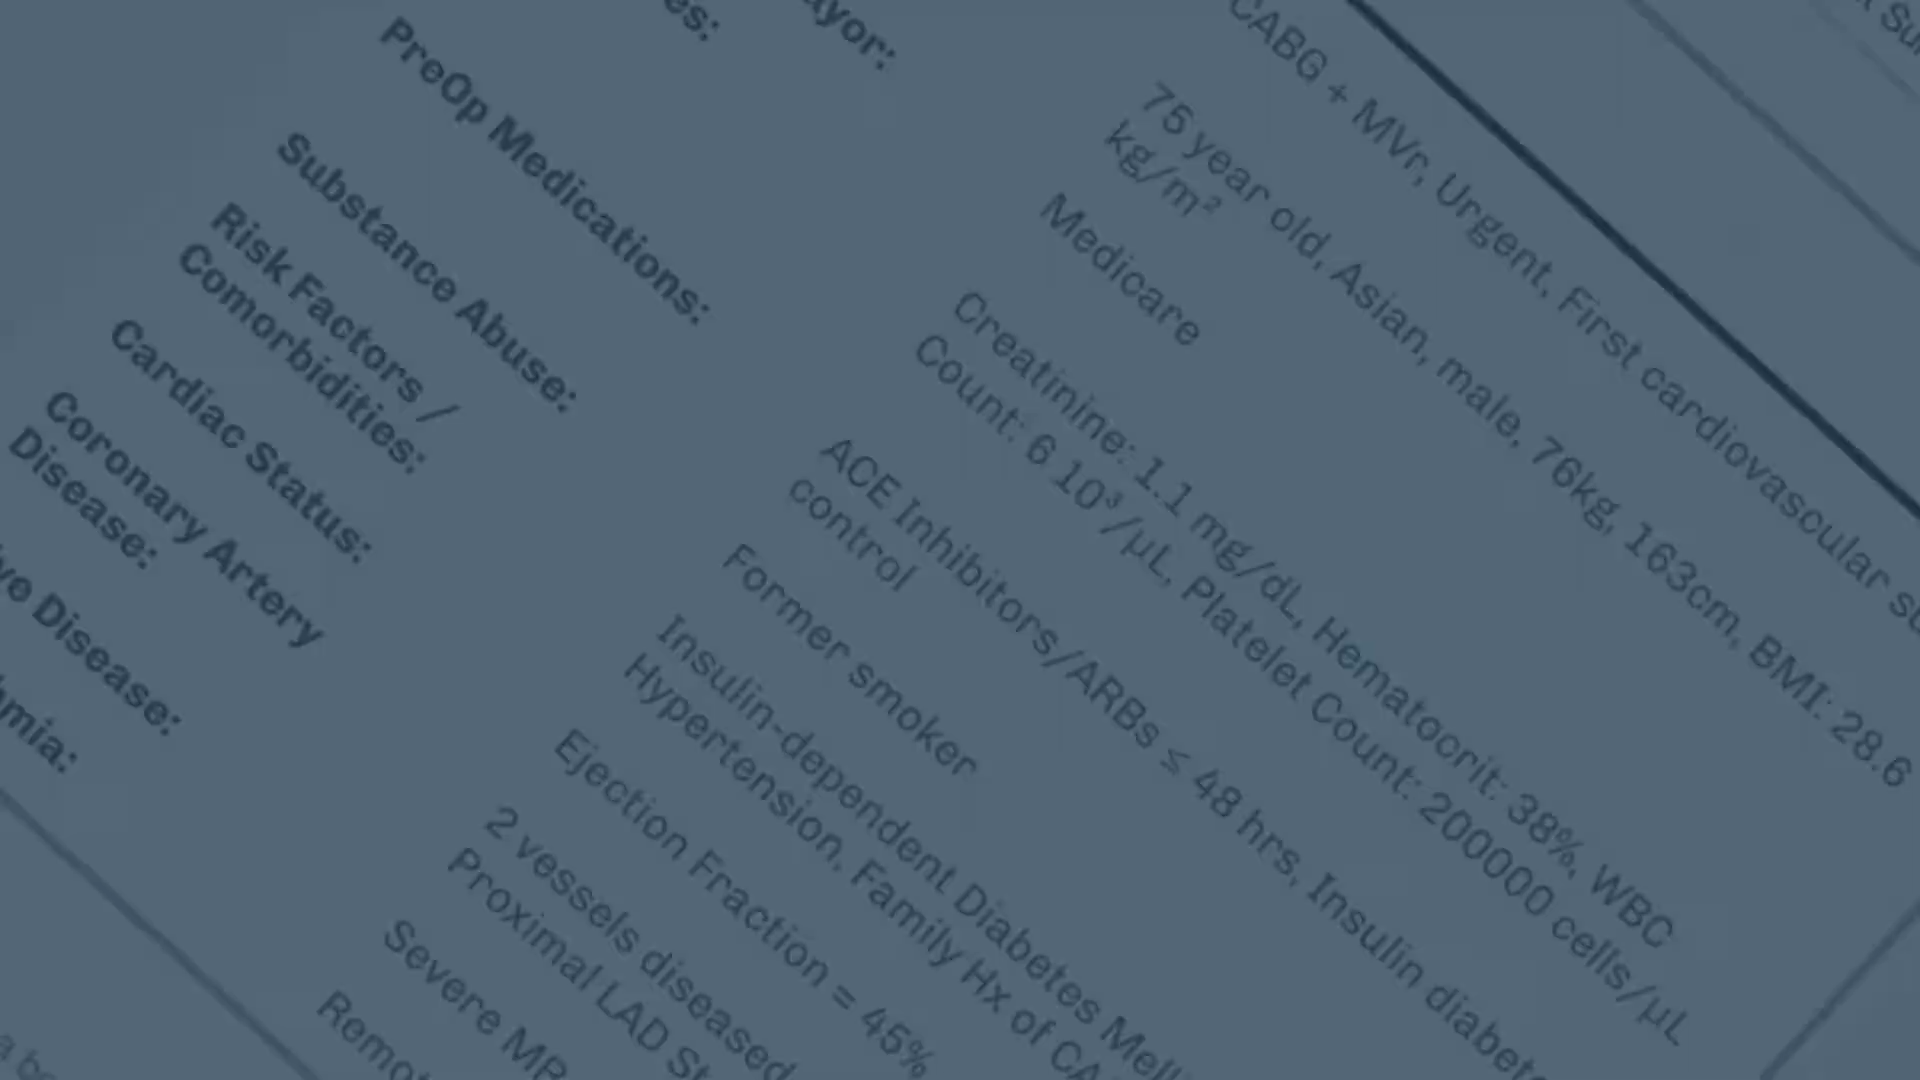 CABG + MVr, Urgent, First cardiovascular
75 year old, Asian, male, 76kg, 163cm, BMI: 28.6
kg/m²
Medicare
Creatinine: 1.1 mg/dL, Hematocrit: 38%, WBC
Count: 6 10³/μL, Platelet Count: 200000 cells/μL
PreOp Medications:
ACE Inhibitors/ARBs ≤ 48 hrs, Insulin diabet
control
Substance Abuse:
Former smoker
Risk Factors /
Comorbidities:
Insulin-dependent Diabetes Mell
Hypertension, Family Hx of CA
Cardiac Status:
Ejection Fraction = 45%
Coronary Artery
Disease:
2 vessels diseased
Proximal LAD St
ve Disease:
Severe MR
mia:
Remot